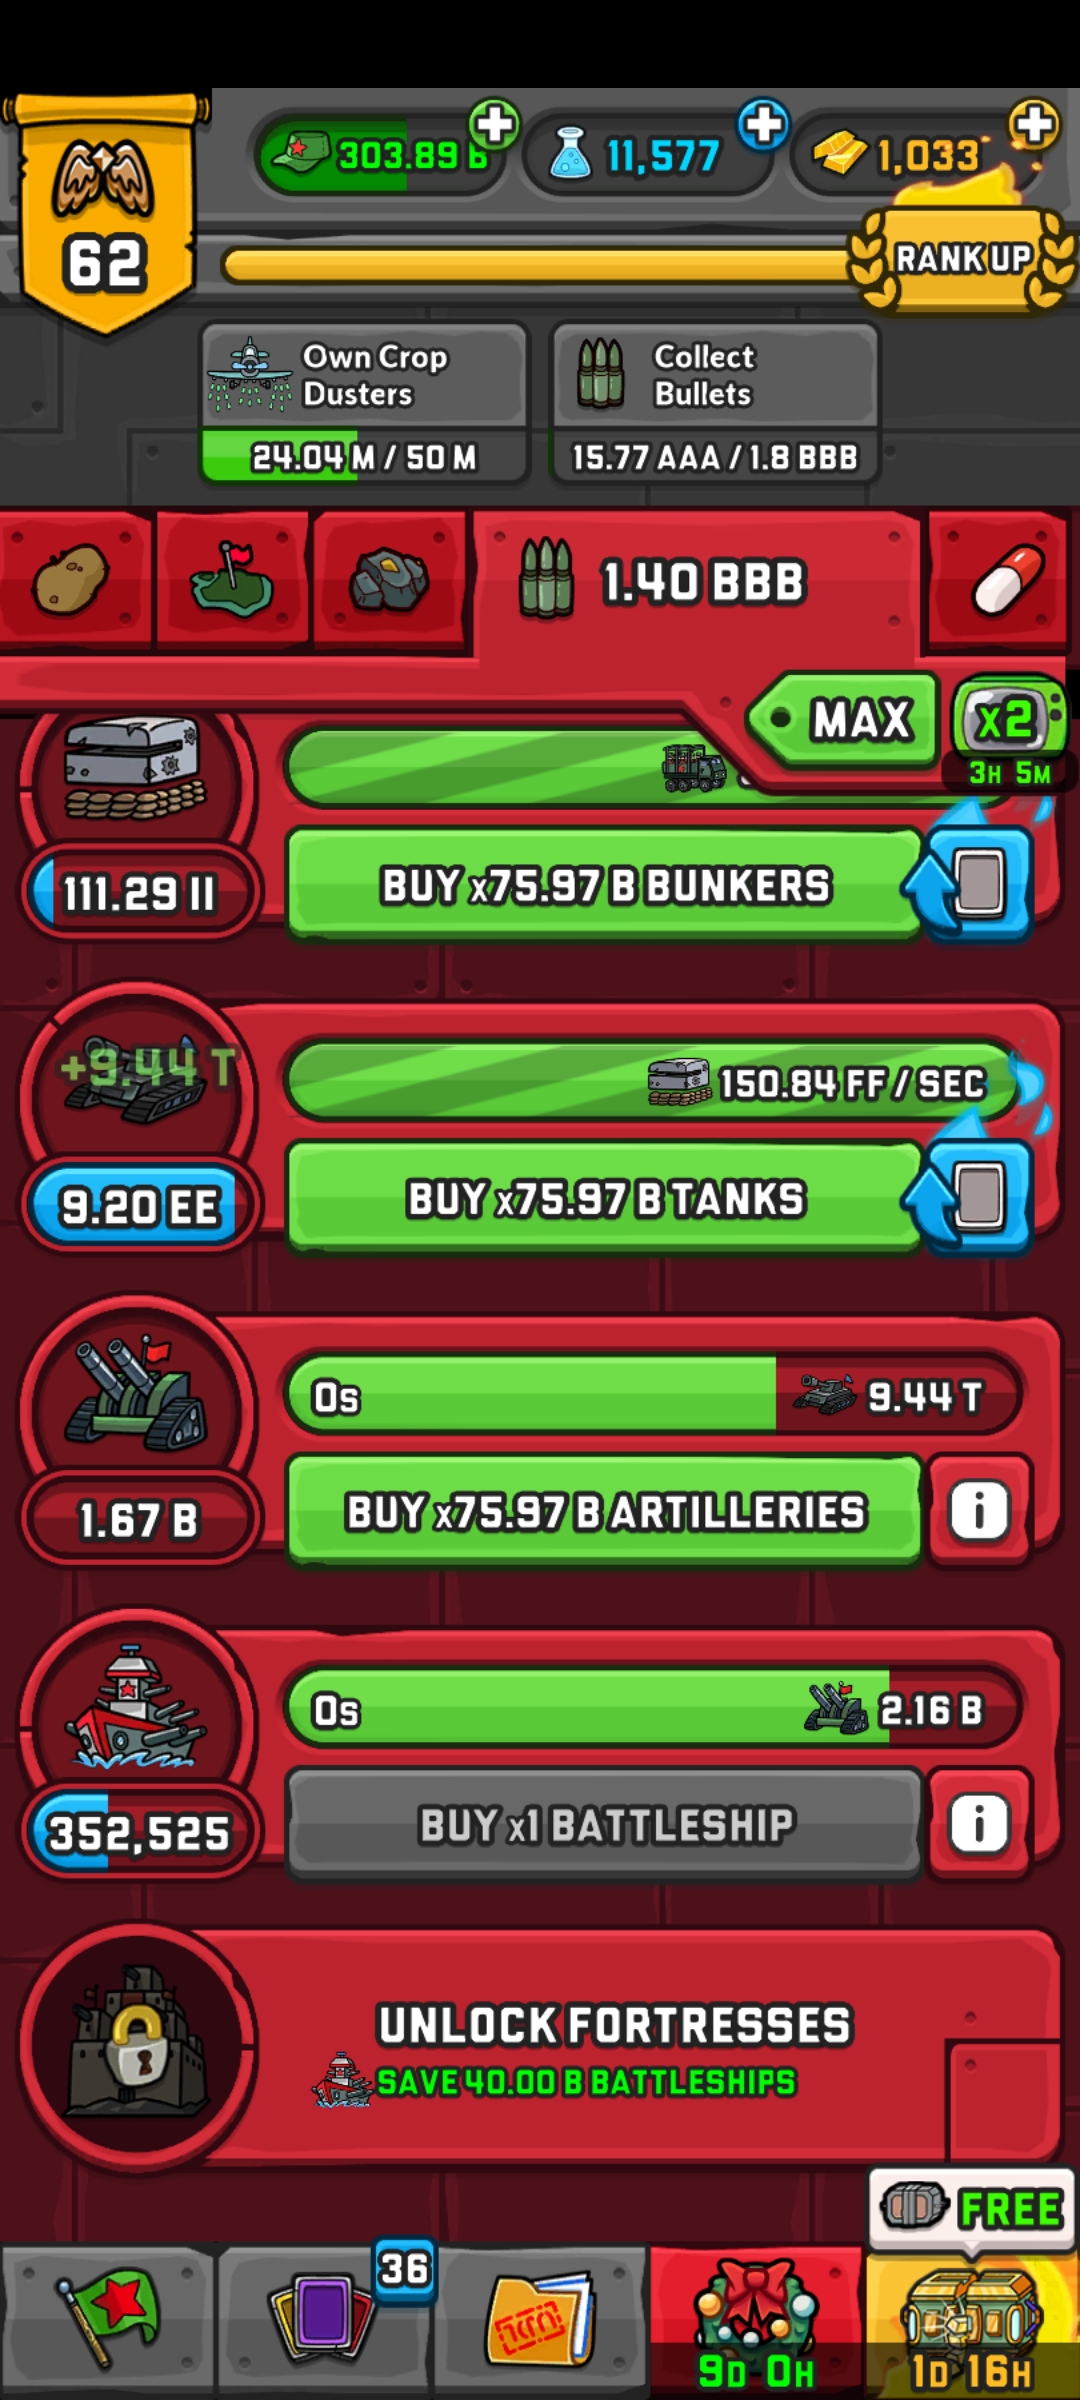 303.89 B
11,577
1,033
62
RANK UP
Own Crop
Dusters
24.04 M / 50 M
Collect
Bullets
15.77 AAA / 1.8 BBB
1.40 BBB
MAX
x2
3H 5M
111.29 II
BUY x75.97 B BUNKERS
+9.44 T
150.84 FF / SEC
9.20 EE
BUY x75.97 B TANKS
0s
9.44 T
1.67 B
BUY x75.97 B ARTILLERIES
i
0s
2.16 B
352,525
BUY x1 BATTLESHIP
i
UNLOCK FORTRESSES
SAVE 40.00 B BATTLESHIPS
FREE
36
9D 0H
1D 16H